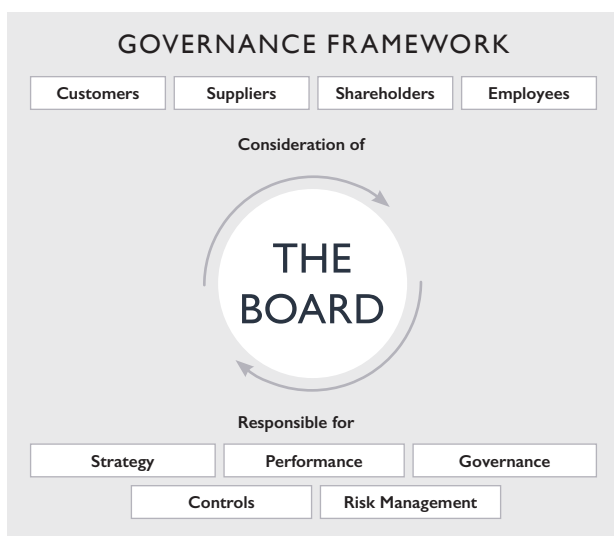 GOVERNANCE FRAMEWORK
Customers Suppliers Shareholders Employees
Consideration of
THE
BOARD
Responsible for
Strategy Performance Governance
Controls Risk Management